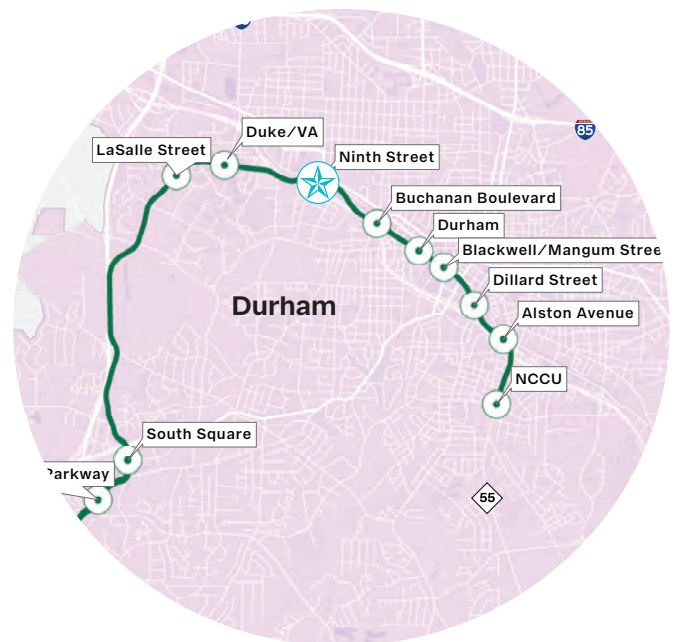 85
Duke/VA
LaSalle Street
Ninth Street
Buchanan Boulevard
Durham
Blackwell/Mangum Stree
Dillard Street
Durham
Alston Avenue
NCCU
South Square
Parkway
55